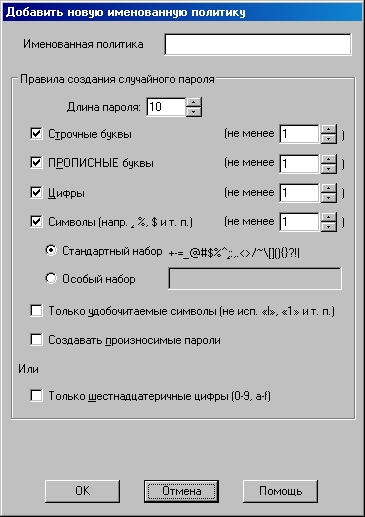 Добавить новую именованную политику
Именованная политика
Правила создания случайного пароля
Длина пароля: 10
Строчные буквы (не менее 1 )
ПРОПИСНЫЕ буквы (не менее 1 )
Цифры (не менее 1 )
Символы (напр. , %, $ и т. п.) (не менее 1 )
Стандартный набор +-=_@#$%^;:,.<>/~\[](){}?!|
Особый набор
Только удобочитаемые символы (не исп. «l», «1» и т. п.)
Создавать произносимые пароли
Или
Только шестнадцатеричные цифры (0-9, a-f)
OK Отмена Помощь